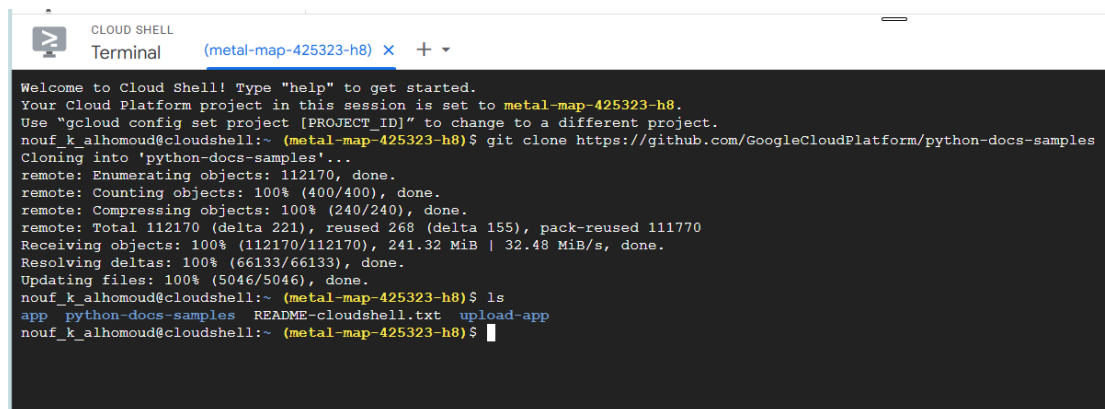 CLOUD SHELL
Terminal
(metal-map-425323-h8)
Welcome to Cloud Shell! Type "help" to get started.
Your Cloud Platform project in this session is set to metal-map-425323-h8.
Use “gcloud config set project [PROJECT_ID]” to change to a different project.
nouf_k_alhomoud@cloudshell:~ (metal-map-425323-h8)$ git clone https://github.com/GoogleCloudPlatform/python-docs-samples
Cloning into 'python-docs-samples'...
remote: Enumerating objects: 112170, done.
remote: Counting objects: 100% (400/400), done.
remote: Compressing objects: 100% (240/240), done.
remote: Total 112170 (delta 221), reused 268 (delta 155), pack-reused 111770
Receiving objects: 100% (112170/112170), 241.32 MiB | 32.48 MiB/s, done.
Resolving deltas: 100% (66133/66133), done.
Updating files: 100% (5046/5046), done.
nouf_k_alhomoud@cloudshell:~ (metal-map-425323-h8)$ ls
app python-docs-samples README-cloudshell.txt upload-app
nouf_k_alhomoud@cloudshell:~ (metal-map-425323-h8)$